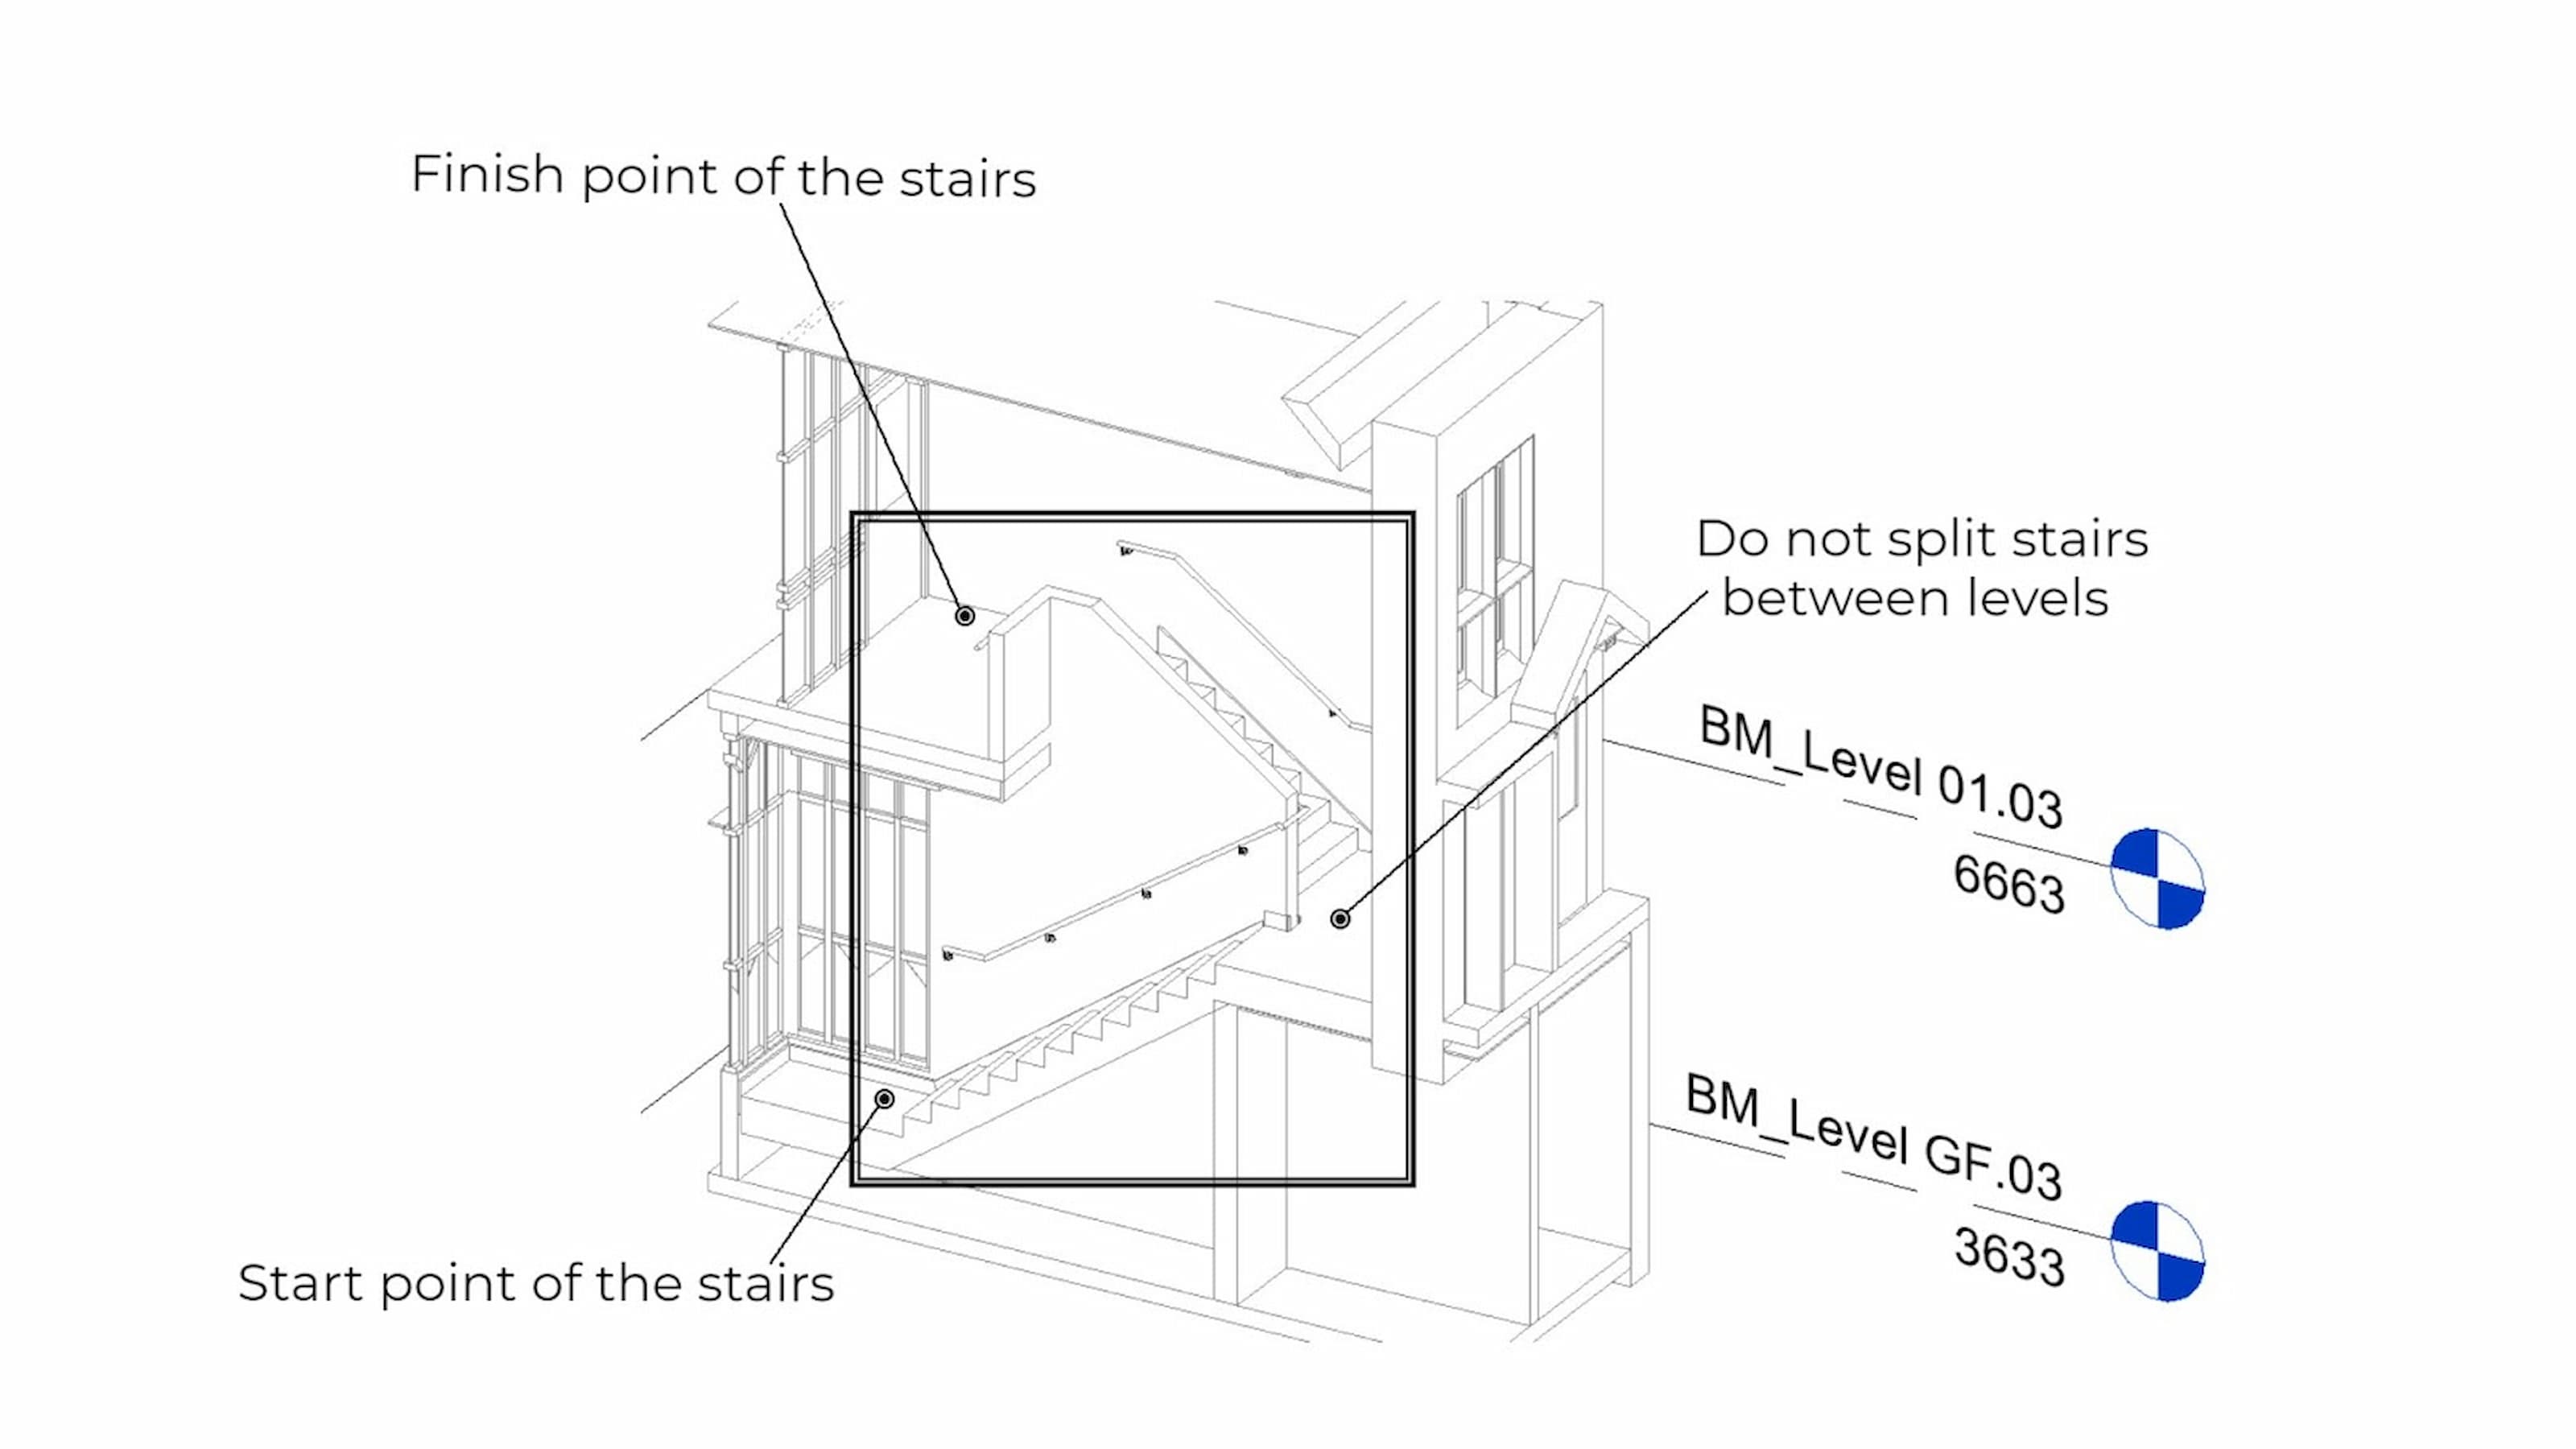 Finish point of the stairs
Do not split stairs
between levels
BM_Level 01.03
6663
BM_Level GF.03
3633
Start point of the stairs